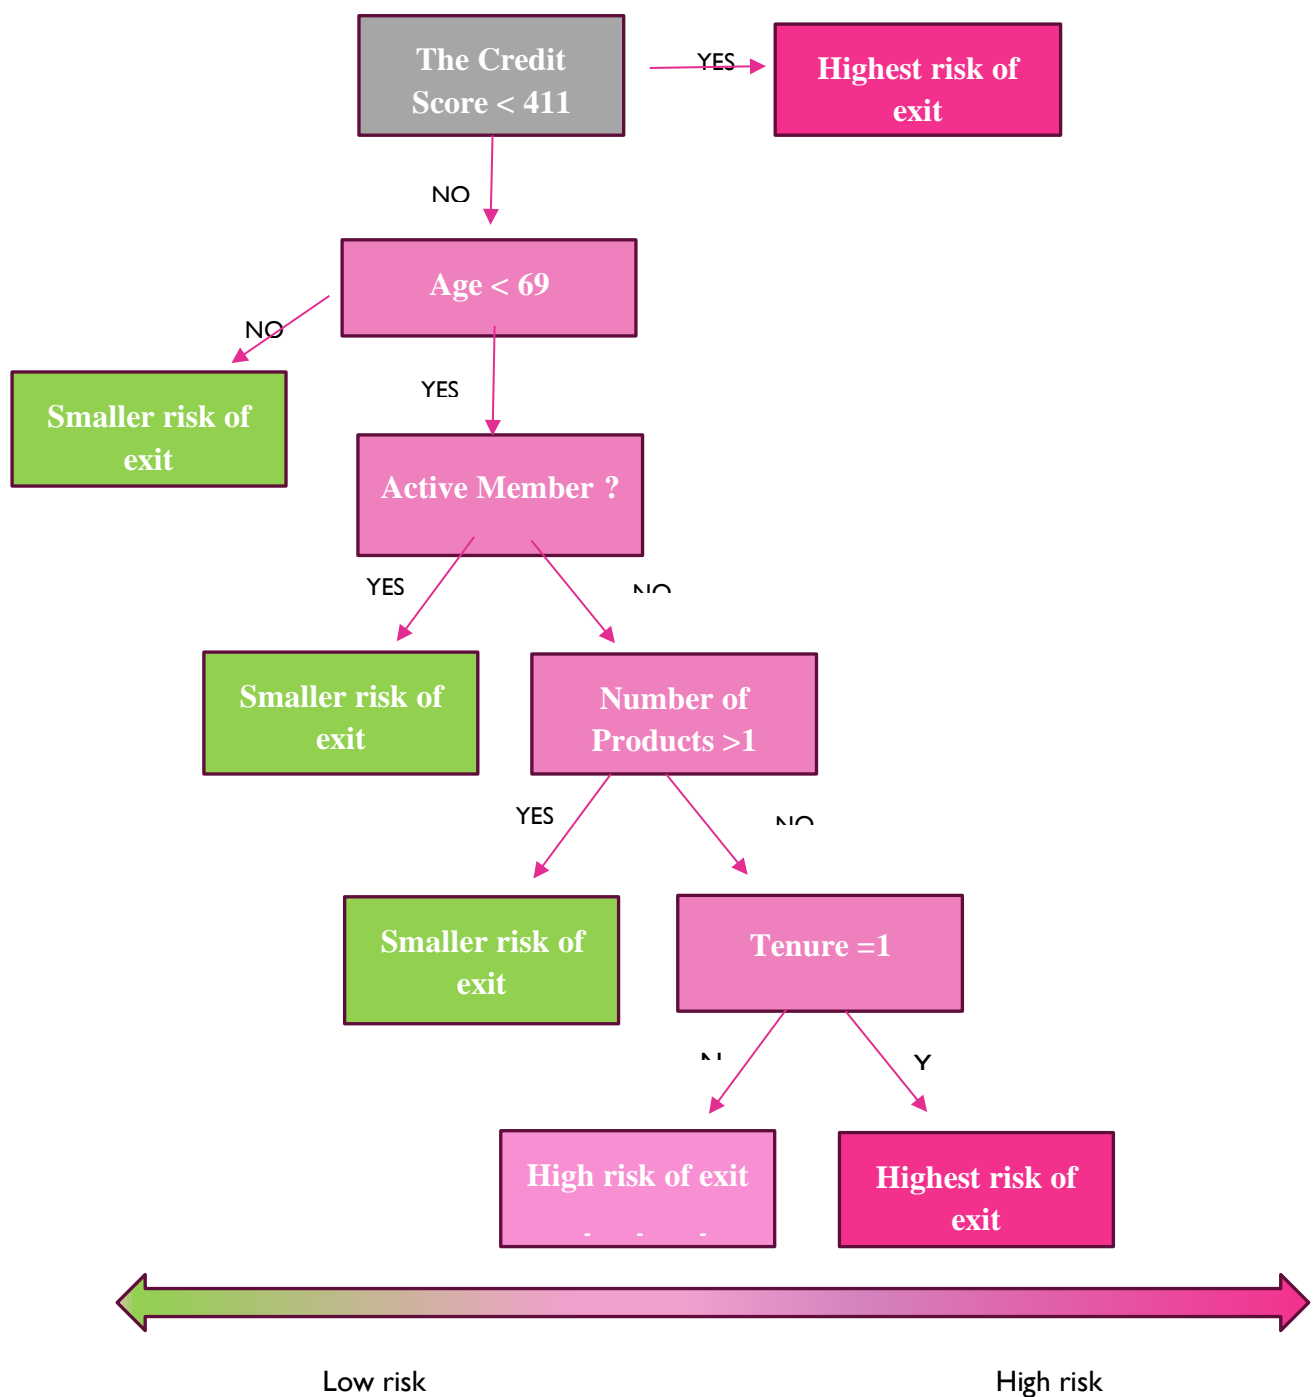 The Credit
Score < 411
YES
Highest risk of
exit
NO
Age < 69
NO
YES
Smaller risk of
exit
Active Member ?
YES
NO
Smaller risk of
exit
Number of
Products >1
YES
NO
Smaller risk of
exit
Tenure =1
N
Y
High risk of exit
Highest risk of
exit
Low risk
High risk